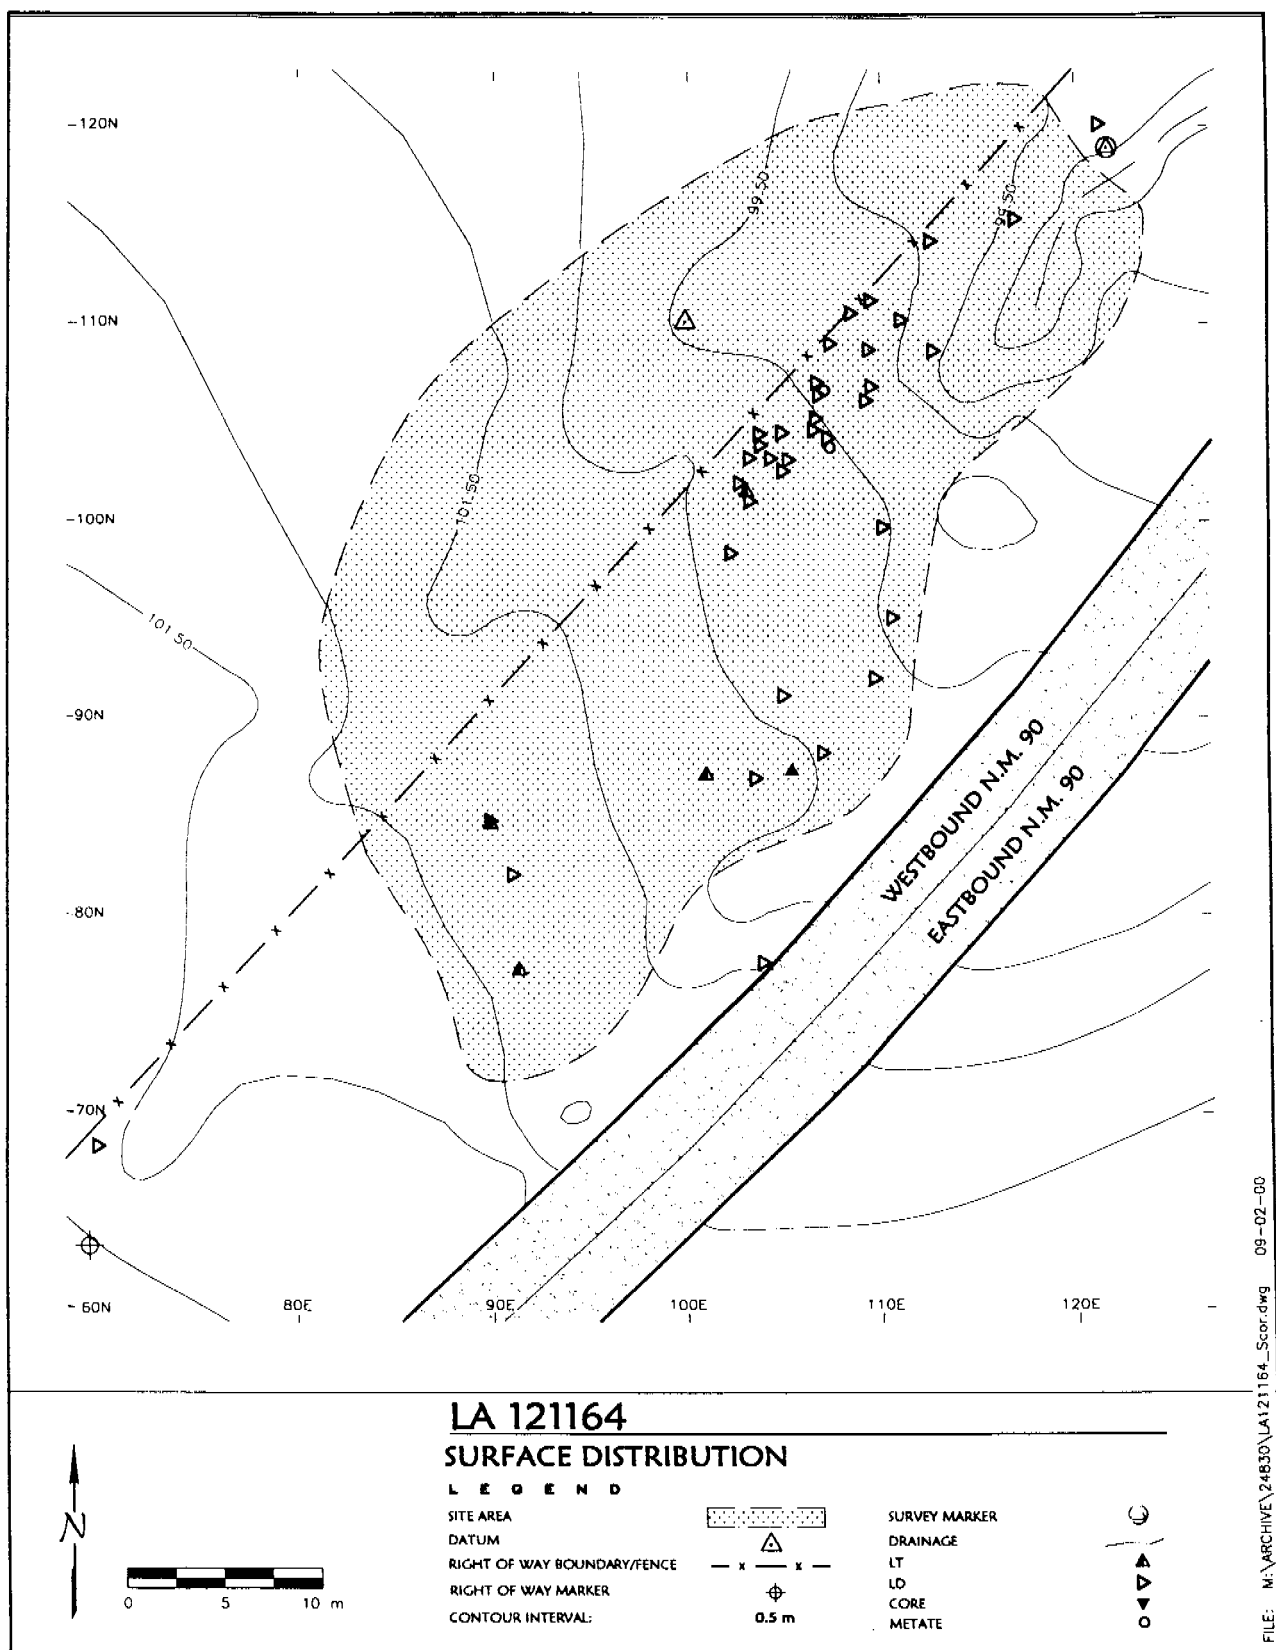 -120N
-110N
-100N
-90N
-80N
-70N
-60N
80E
90E
100E
110E
120E
99.50
99.50
101.50
101.50
WESTBOUND N.M. 90
EASTBOUND N.M. 90
LA 121164
SURFACE DISTRIBUTION
LEGEND
SITE AREA
DATUM
RIGHT OF WAY BOUNDARY/FENCE
RIGHT OF WAY MARKER
CONTOUR INTERVAL: 0.5 m
SURVEY MARKER
DRAINAGE
LT
LD
CORE
METATE
N
0 5 10 m
FILE: M:\ARCHIVE\24830\LA121164_Scor.dwg 09-02-00